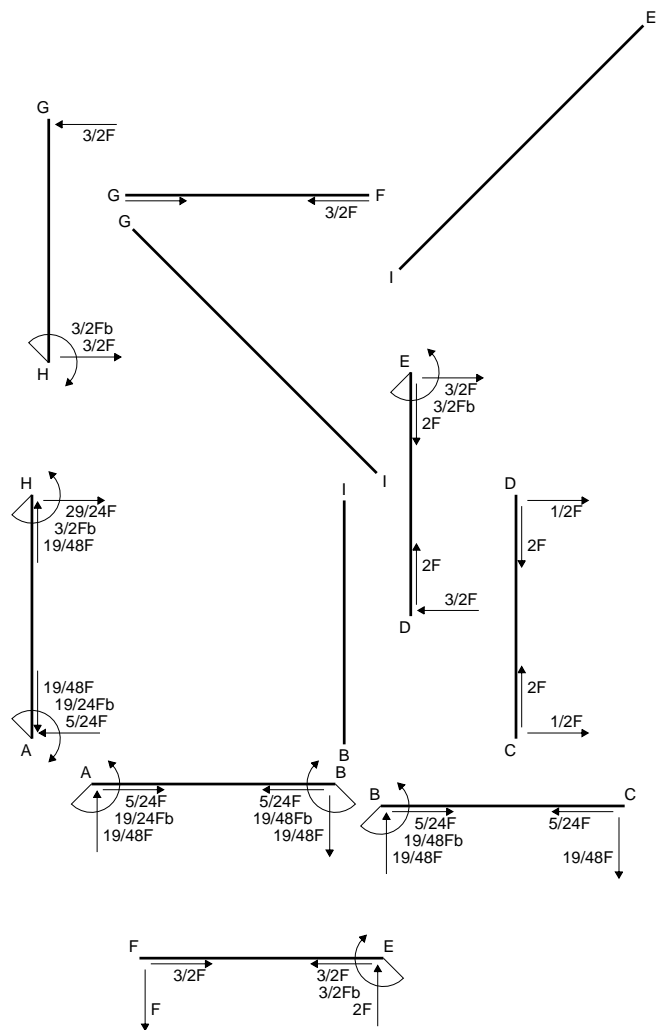 E
G
3/2F
G
F
3/2F
G
I
3/2Fb
3/2F
H
E
3/2F
3/2Fb
2F
I
H
29/24F
3/2Fb
19/48F
I
D
1/2F
2F
2F
3/2F
D
19/48F
19/24Fb
5/24F
A
2F
1/2F
C
B
A
B
5/24F
19/24Fb
19/48F
5/24F
19/48Fb
19/48F
B
C
5/24F
19/48Fb
19/48F
5/24F
19/48F
F
E
3/2F
F
3/2F
3/2Fb
2F